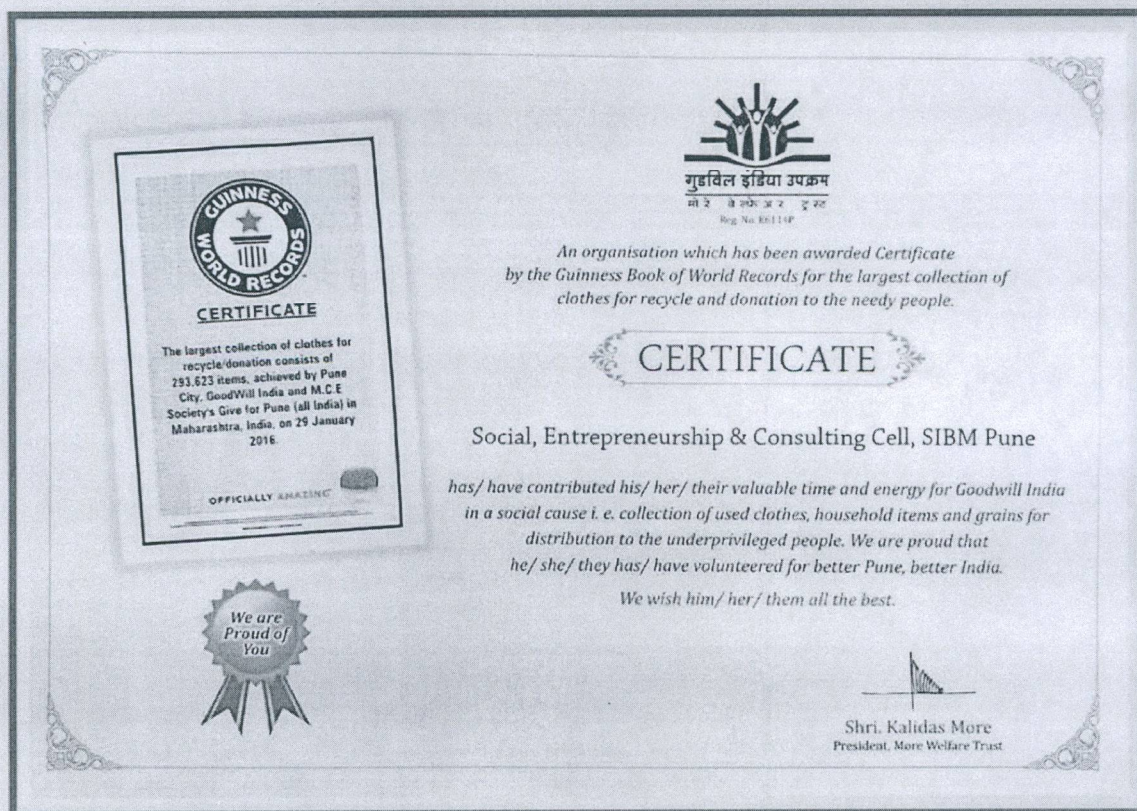 GUINNESS
WORLD RECORDS
CERTIFICATE
The largest collection of clothes for
recycle/donation consists of
293,623 items, achieved by Pune
City, GoodWill India and M.C.E
Society's Give for Pune (all India) in
Maharashtra, India, on 29 January
2016.
OFFICIALLY AMAZING
We are
Proud of
You
गुडविल इंडिया उपक्रम
मोरे वेल्फेअर ट्रस्ट
Reg. No. E6114P
An organisation which has been awarded Certificate
by the Guinness Book of World Records for the largest collection of
clothes for recycle and donation to the needy people.
CERTIFICATE
Social, Entrepreneurship & Consulting Cell, SIBM Pune
has/ have contributed his/ her/ their valuable time and energy for Goodwill India
in a social cause i. e. collection of used clothes, household items and grains for
distribution to the underprivileged people. We are proud that
he/ she/ they has/ have volunteered for better Pune, better India.
We wish him/ her/ them all the best.
Shri. Kalidas More
President, More Welfare Trust